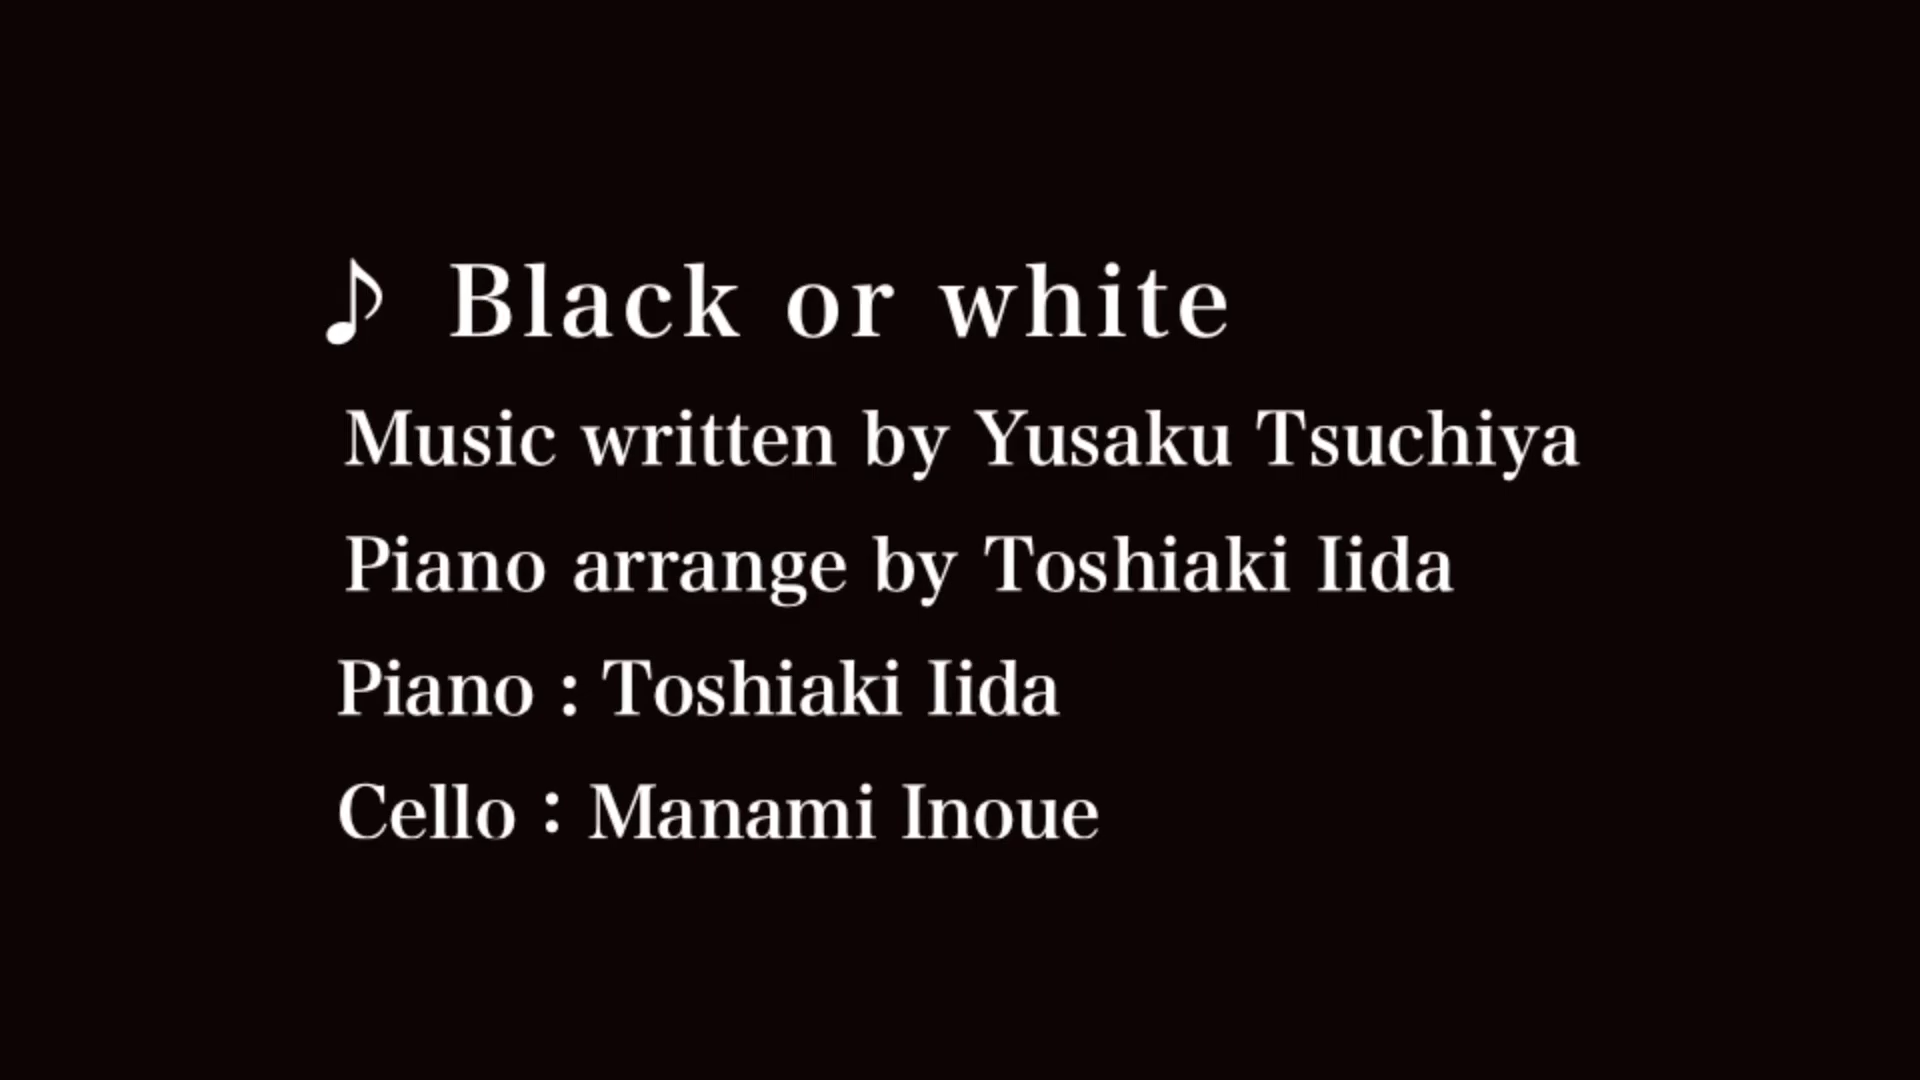 ♪ Black or white
Music written by Yusaku Tsuchiya
Piano arrange by Toshiaki Iida
Piano : Toshiaki Iida
Cello : Manami Inoue